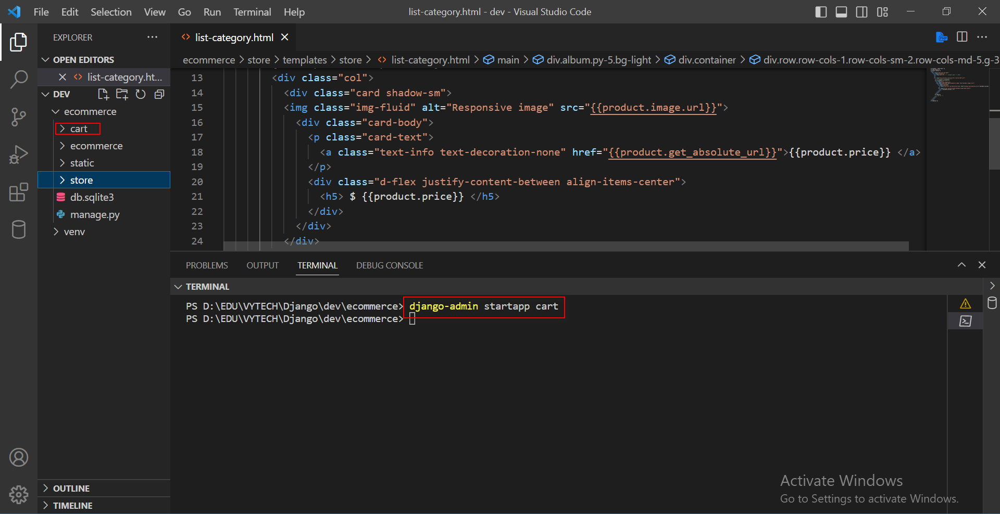 File Edit Selection View Go Run Terminal Help
list-category.html - dev - Visual Studio Code
EXPLORER
OPEN EDITORS
list-category.ht...
DEV
ecommerce
cart
ecommerce
static
store
db.sqlite3
manage.py
venv
OUTLINE
TIMELINE
list-category.html
ecommerce > store > templates > store > list-category.html > main > div.album.py-5.bg-light > div.container > div.row.row-cols-1.row-cols-sm-2.row-cols-md-5.g-3
13 <div class="col">
14 <div class="card shadow-sm">
15 <img class="img-fluid" alt="Responsive image" src="{{product.image.url}}">
16 <div class="card-body">
17 <p class="card-text">
18 <a class="text-info text-decoration-none" href="{{product.get_absolute_url}}">{{product.price}} </a>
19 </p>
20 <div class="d-flex justify-content-between align-items-center">
21 <h5> $ {{product.price}} </h5>
22 </div>
23 </div>
24 </div>
PROBLEMS OUTPUT TERMINAL DEBUG CONSOLE
TERMINAL
PS D:\EDU\VYTECH\Django\dev\ecommerce> django-admin startapp cart
PS D:\EDU\VYTECH\Django\dev\ecommerce>
Activate Windows
Go to Settings to activate Windows.